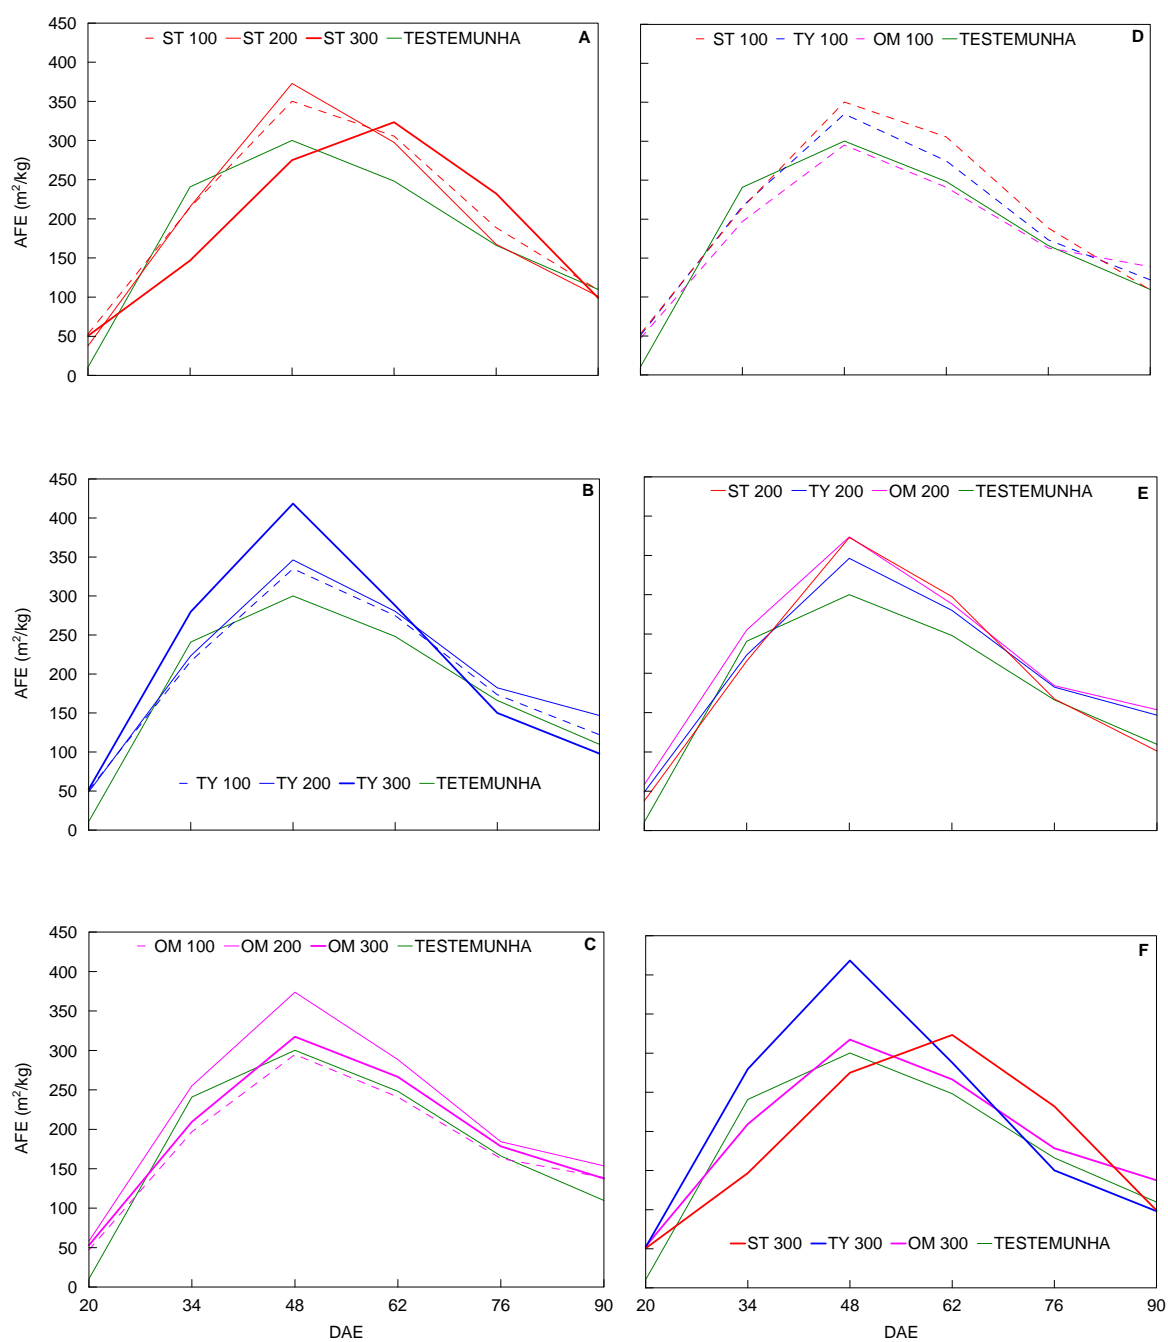 ST 100 ST 200 ST 300 TESTEMUNHA A
450
400
350
300
250
200
150
100
50
0
AFE (m²/kg)
ST 100 TY 100 OM 100 TESTEMUNHA D
TY 100 TY 200 TY 300 TETEMUNHA
B
450
400
350
300
250
200
150
100
50
0
AFE (m²/kg)
ST 200 TY 200 OM 200 TESTEMUNHA E
OM 100 OM 200 OM 300 TESTEMUNHA C
450
400
350
300
250
200
150
100
50
0
AFE (m²/kg)
20 34 48 62 76 90
DAE
F
ST 300 TY 300 OM 300 TESTEMUNHA
20 34 48 62 76 90
DAE